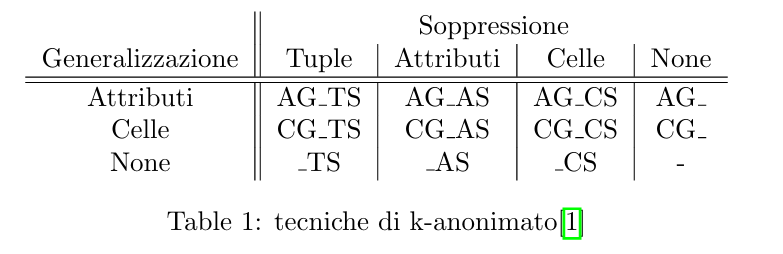 Soppressione
Generalizzazione Tuple Attributi Celle None
Attributi AG_TS AG_AS AG_CS AG_
Celle CG_TS CG_AS CG_CS CG_
None _TS _AS _CS -
Table 1: tecniche di k-anonimato[1]